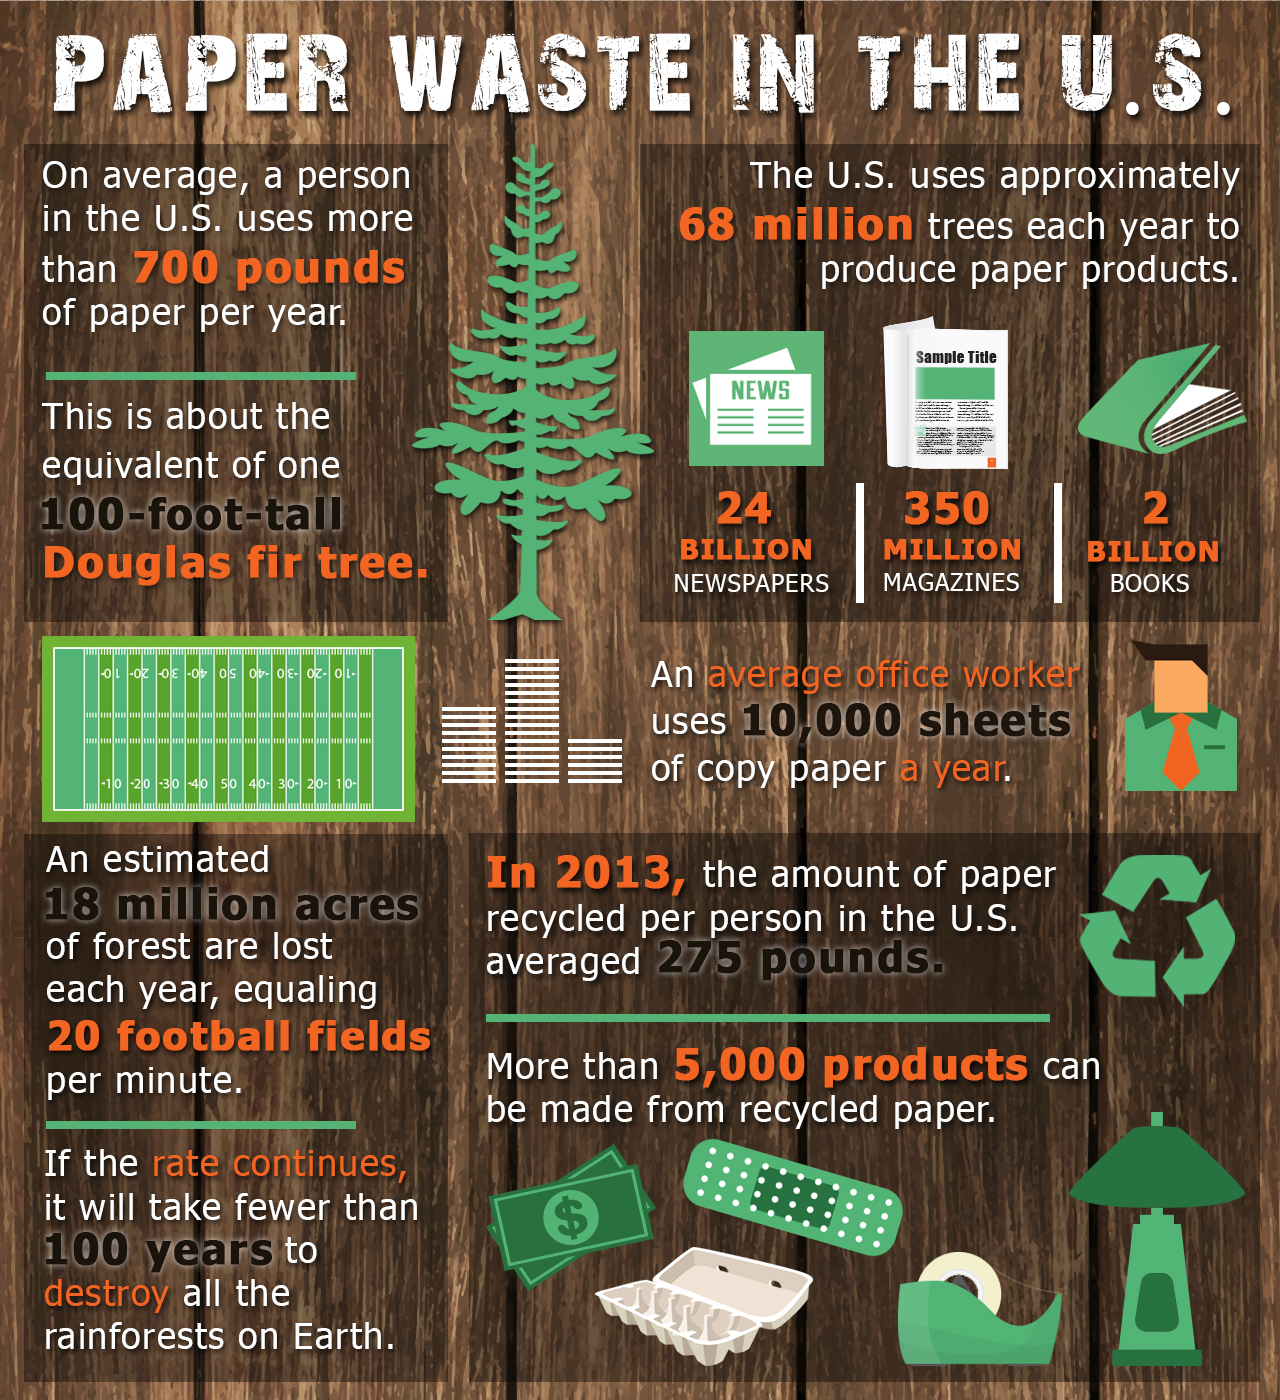 PAPER WASTE IN THE U.S.
On average, a person
in the U.S. uses more
than 700 pounds
of paper per year.
This is about the
equivalent of one
100-foot-tall
Douglas fir tree.
The U.S. uses approximately
68 million trees each year to
produce paper products.
NEWS
Sample Title
24
BILLION
NEWSPAPERS
350
MILLION
MAGAZINES
2
BILLION
BOOKS
10 20 30 40 50 40 30 20 10
10 20 30 40 50 40 30 20 10
An average office worker
uses 10,000 sheets
of copy paper a year.
An estimated
18 million acres
of forest are lost
each year, equaling
20 football fields
per minute.
If the rate continues,
it will take fewer than
100 years to
destroy all the
rainforests on Earth.
In 2013, the amount of paper
recycled per person in the U.S.
averaged 275 pounds.
More than 5,000 products can
be made from recycled paper.
$